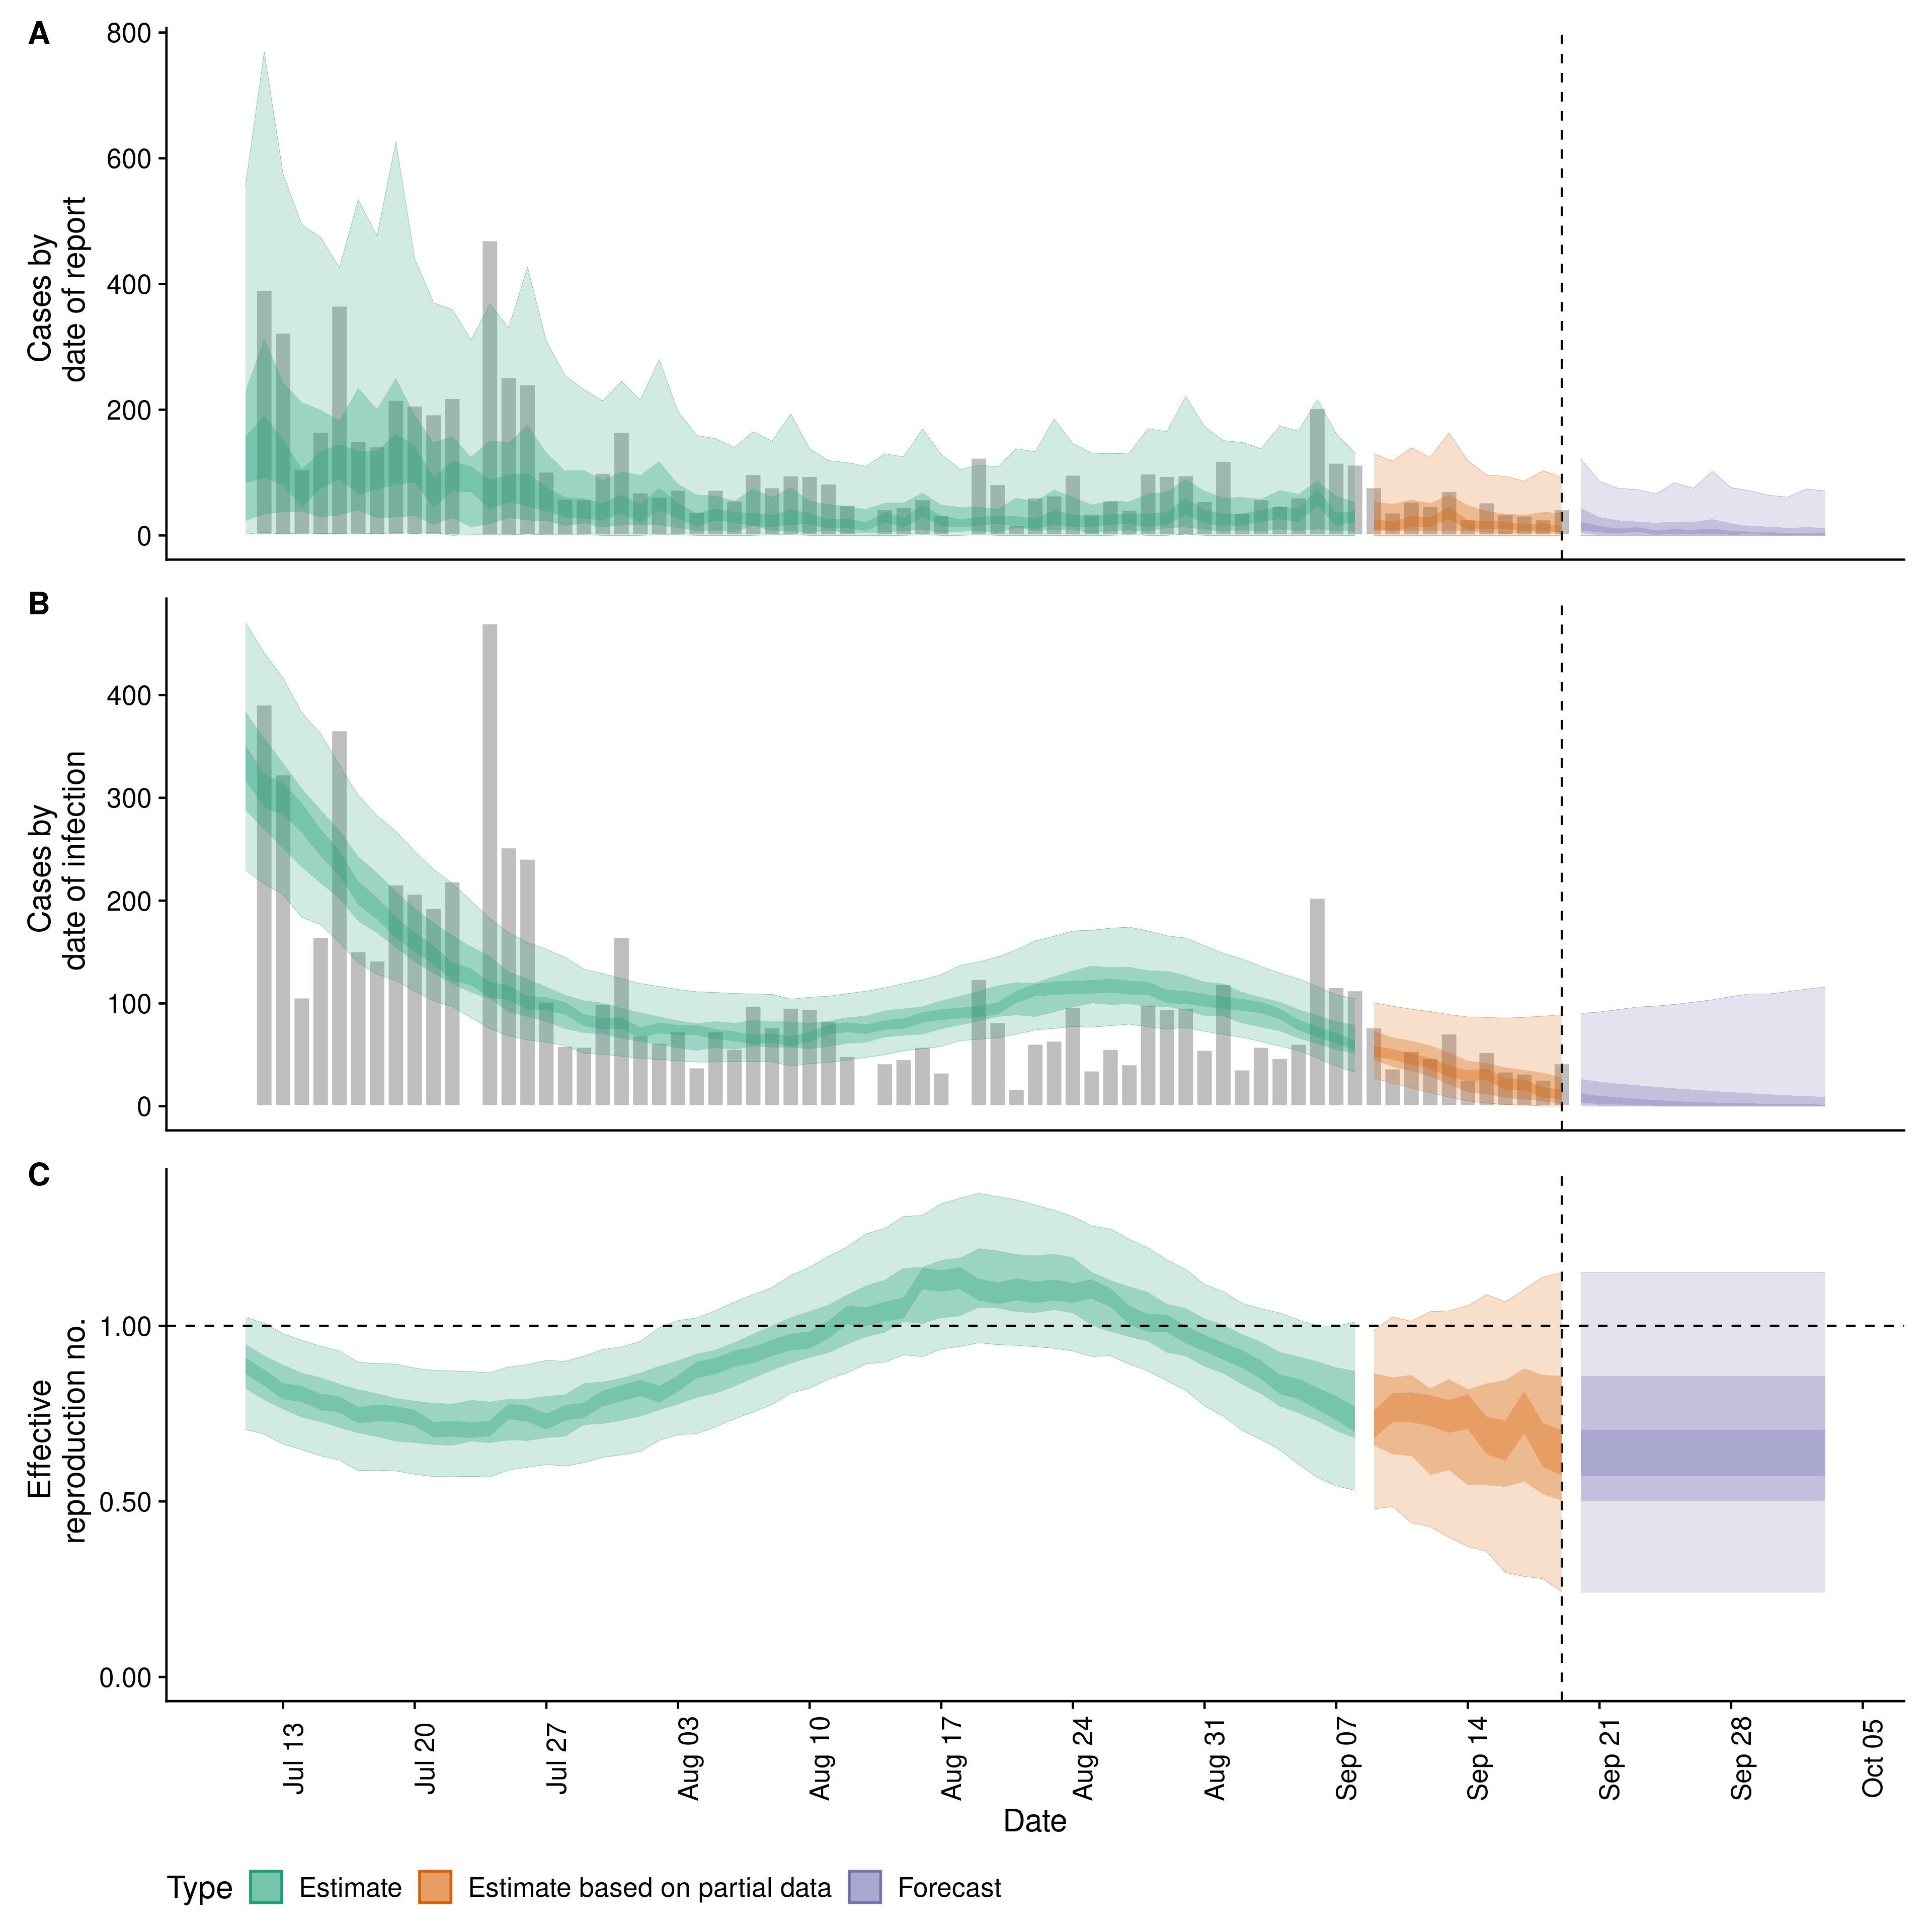 A
Cases by
date of report
800
600
400
200
0
B
Cases by
date of infection
400
300
200
100
0
C
Effective
reproduction no.
1.00
0.50
0.00
Jul 13
Jul 20
Jul 27
Aug 03
Aug 10
Aug 17
Aug 24
Aug 31
Sep 07
Sep 14
Sep 21
Sep 28
Oct 05
Date
Type Estimate Estimate based on partial data Forecast